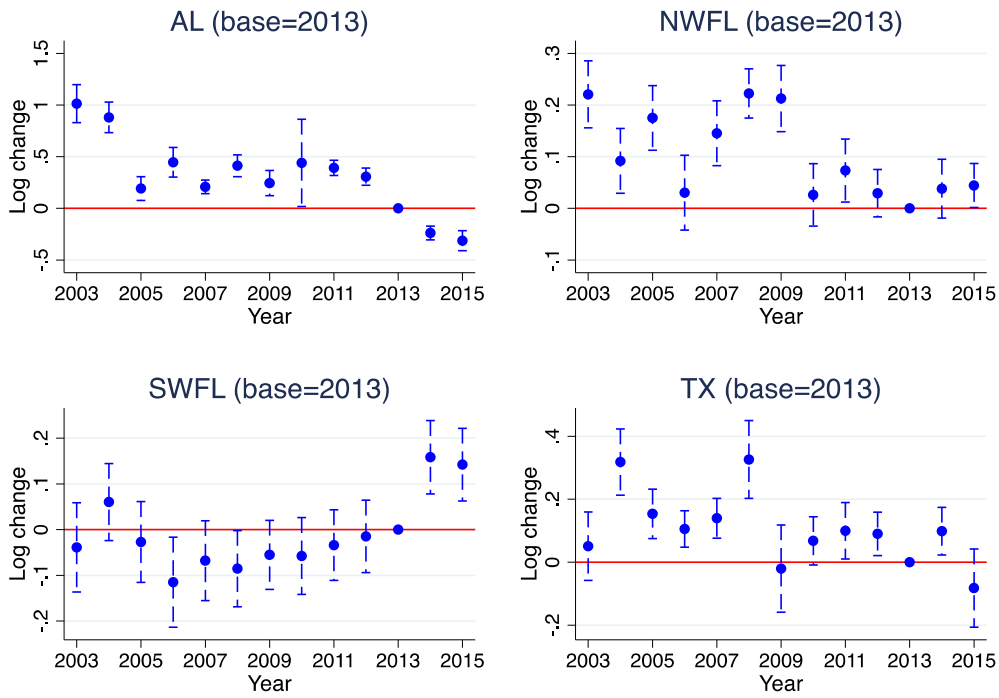 AL (base=2013)
Log change
1.5
1
.5
0
-.5
2003 2005 2007 2009 2011 2013 2015
Year
NWFL (base=2013)
Log change
.3
.2
.1
0
-.1
2003 2005 2007 2009 2011 2013 2015
Year
SWFL (base=2013)
Log change
.2
.1
0
-.1
-.2
2003 2005 2007 2009 2011 2013 2015
Year
TX (base=2013)
Log change
.4
.2
0
-.2
2003 2005 2007 2009 2011 2013 2015
Year